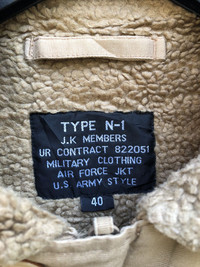 TYPE N-1
J.K MEMBERS
UR CONTRACT 822051
MILITARY CLOTHING
AIR FORCE JKT
U.S ARMY STYLE
40